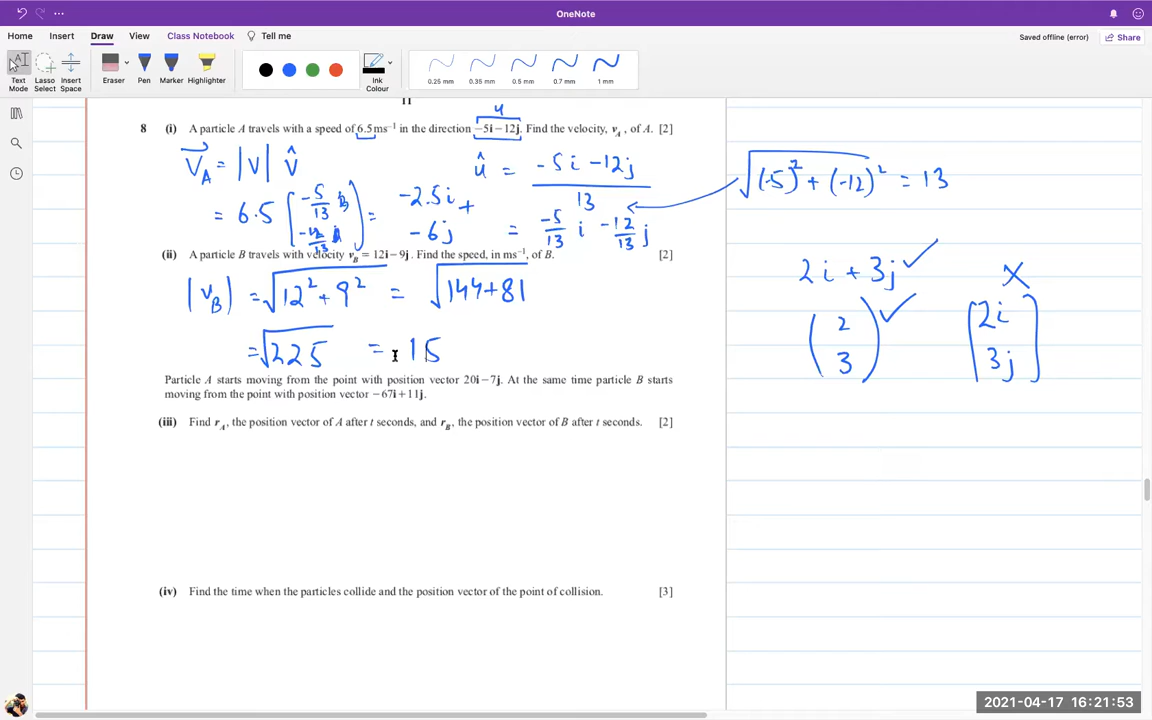 OneNote
Home Insert Draw View Class Notebook Tell me
Saved offline (error) Share
Text Mode Lasso Select Insert Space Eraser Pen Marker Highlighter Ink Colour 0.25 mm 0.35 mm 0.5 mm 0.7 mm 1 mm
11
u
8 (i) A particle A travels with a speed of 6.5 ms⁻¹ in the direction −5i−12j. Find the velocity, v_A, of A. [2]
V_A = |V| v̂
û = (-5i -12j)/13
√((-5)² + (-12)²) = 13
= 6.5 [-5/13 -12/13] = -2.5i + -6j
= -5/13 i -12/13 j
(ii) A particle B travels with velocity v_B = 12i−9j. Find the speed, in ms⁻¹, of B. [2]
|v_B| = √(12² + 9²) = √(144+81)
= √225 = 15
2i + 3j ✓ ✗
(2 3) ✓ [2i 3j]
Particle A starts moving from the point with position vector 20i−7j. At the same time particle B starts
moving from the point with position vector −67i+11j.
(iii) Find r_A, the position vector of A after t seconds, and r_B, the position vector of B after t seconds. [2]
(iv) Find the time when the particles collide and the position vector of the point of collision. [3]
2021-04-17 16:21:53